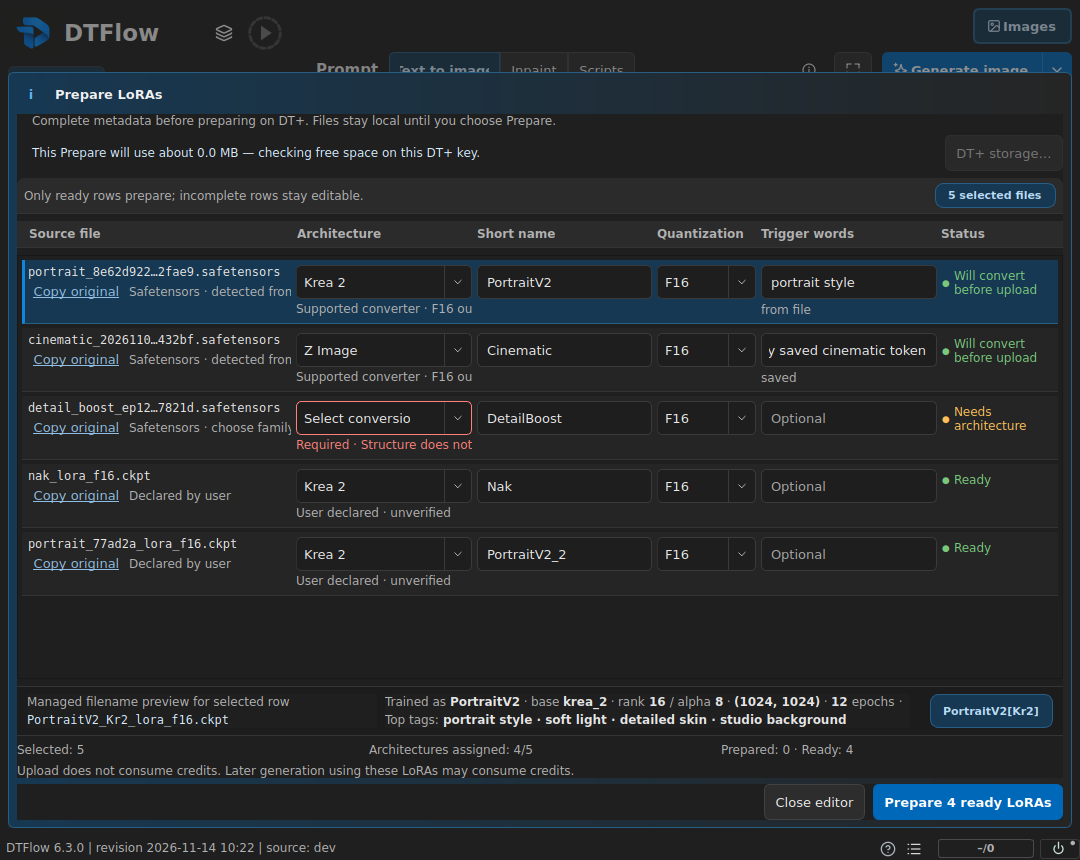 DTFlow
Images
Prompt
Text to image
Inpaint
Scripts
Generate image
i Prepare LoRAs
Complete metadata before preparing on DT+. Files stay local until you choose Prepare.
This Prepare will use about 0.0 MB — checking free space on this DT+ key.
DT+ storage...
Only ready rows prepare; incomplete rows stay editable.
5 selected files
Source file Architecture Short name Quantization Trigger words Status
portrait_8e62d922…2fae9.safetensors
Copy original Safetensors · detected fron
Krea 2
Supported converter · F16 ou
PortraitV2
F16
portrait style
from file
Will convert
before upload
cinematic_2026110…432bf.safetensors
Copy original Safetensors · detected fron
Z Image
Supported converter · F16 ou
Cinematic
F16
y saved cinematic token
saved
Will convert
before upload
detail_boost_ep12…7821d.safetensors
Copy original Safetensors · choose family
Select conversio
Required · Structure does not
DetailBoost
F16
Optional
Needs
architecture
nak_lora_f16.ckpt
Copy original Declared by user
Krea 2
User declared · unverified
Nak
F16
Optional
Ready
portrait_77ad2a_lora_f16.ckpt
Copy original Declared by user
Krea 2
User declared · unverified
PortraitV2_2
F16
Optional
Ready
Managed filename preview for selected row
PortraitV2_Kr2_lora_f16.ckpt
Trained as PortraitV2 · base krea_2 · rank 16 / alpha 8 · (1024, 1024) · 12 epochs ·
Top tags: portrait style · soft light · detailed skin · studio background
PortraitV2[Kr2]
Selected: 5 Architectures assigned: 4/5 Prepared: 0 · Ready: 4
Upload does not consume credits. Later generation using these LoRAs may consume credits.
Close editor
Prepare 4 ready LoRAs
DTFlow 6.3.0 | revision 2026-11-14 10:22 | source: dev
–/0